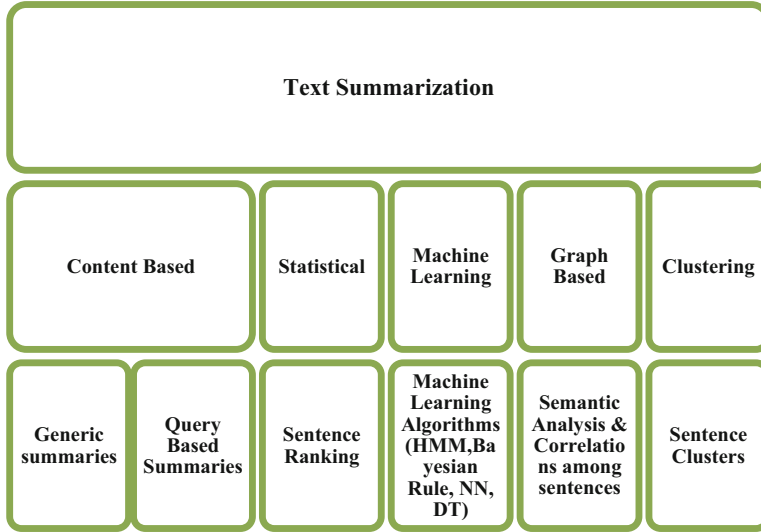 Text Summarization
Content Based
Statistical
Machine
Learning
Graph
Based
Clustering
Generic
summaries
Query
Based
Summaries
Sentence
Ranking
Machine
Learning
Algorithms
(HMM,Ba
yesian
Rule, NN,
DT)
Semantic
Analysis &
Correlatio
ns among
sentences
Sentence
Clusters